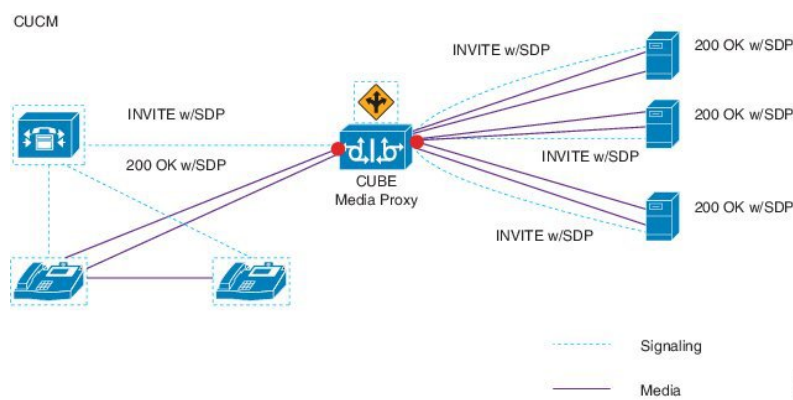 CUCM
INVITE w/SDP
200 OK w/SDP
INVITE w/SDP
200 OK w/SDP
200 OK w/SDP
INVITE w/SDP
CUBE
Media Proxy
200 OK w/SDP
INVITE w/SDP
Signaling
Media